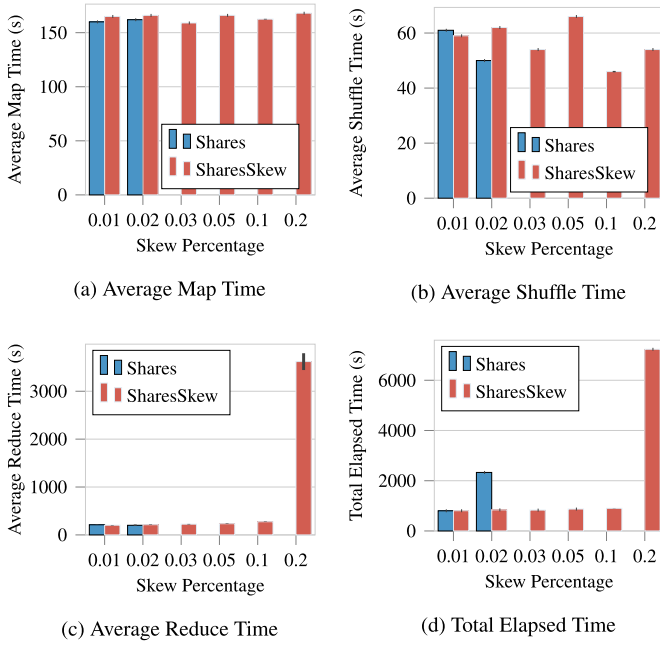 Average Map Time (s)
150
100
50
0
Shares
SharesSkew
0.01 0.02 0.03 0.05 0.1 0.2
Skew Percentage
(a) Average Map Time
Average Shuffle Time (s)
60
40
20
0
Shares
SharesSkew
0.01 0.02 0.03 0.05 0.1 0.2
Skew Percentage
(b) Average Shuffle Time
Average Reduce Time (s)
3000
2000
1000
0
Shares
SharesSkew
0.01 0.02 0.03 0.05 0.1 0.2
Skew Percentage
(c) Average Reduce Time
Total Elapsed Time (s)
6000
4000
2000
0
Shares
SharesSkew
0.01 0.02 0.03 0.05 0.1 0.2
Skew Percentage
(d) Total Elapsed Time